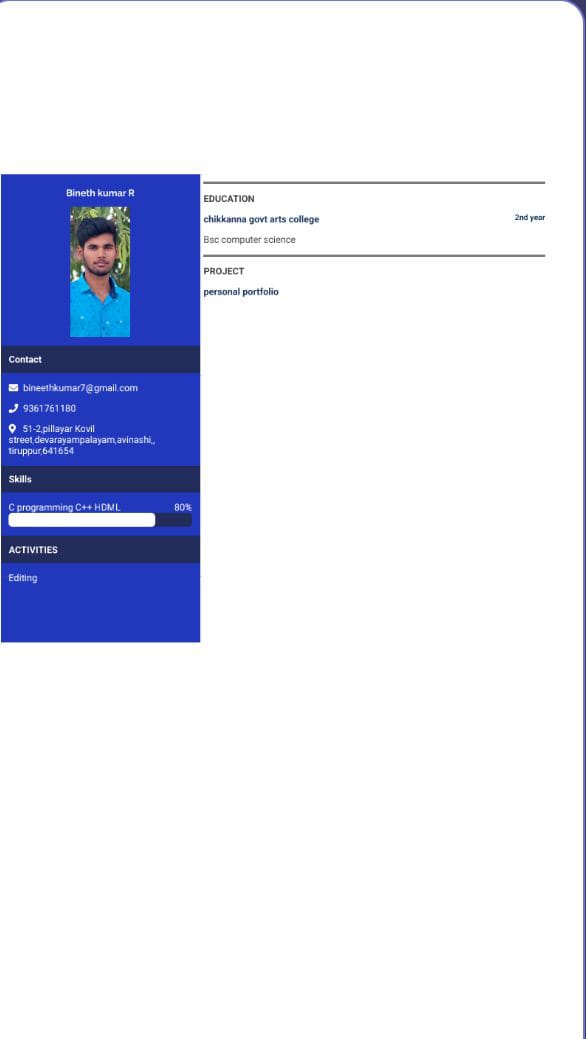 Bineth kumar R
Contact
bineethkumar7@gmail.com
9361761180
51-2,pillayar Kovil
street,devarayampalayam,avinashi,,
tiruppur,641654
Skills
C programming C++ HDML 80%
ACTIVITIES
Editing
EDUCATION
chikkanna govt arts college 2nd year
Bsc computer science
PROJECT
personal portfolio